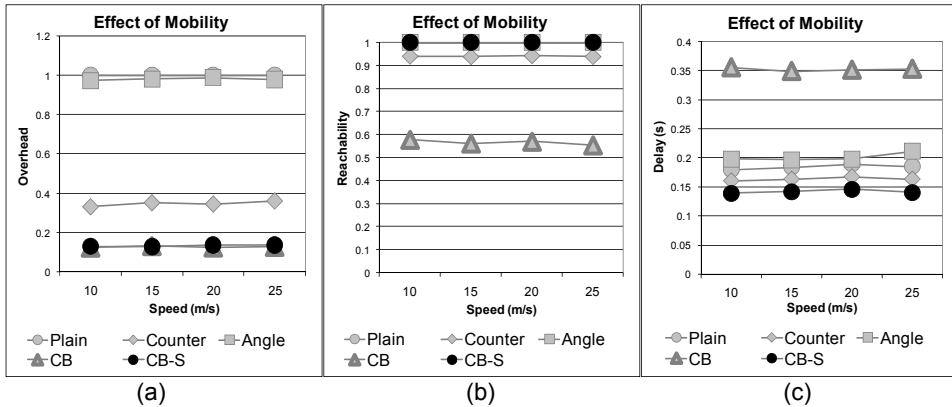 Effect of Mobility
1.2
1
0.8
0.6
0.4
0.2
0
Overhead
10 15 20 25
Speed (m/s)
Plain Counter Angle
CB CB-S
(a)
Effect of Mobility
1
0.9
0.8
0.7
0.6
0.5
0.4
0.3
0.2
0.1
0
Reachability
10 15 20 25
Speed (m/s)
Plain Counter Angle
CB CB-S
(b)
Effect of Mobility
0.4
0.35
0.3
0.25
0.2
0.15
0.1
0.05
0
Delay (s)
10 15 20 25
Speed (m/s)
Plain Counter Angle
CB CB-S
(c)